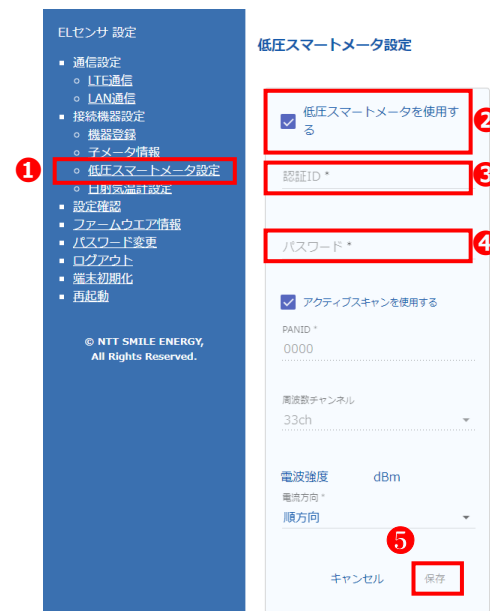 ELセンサ 設定
通信設定
LTE通信
LAN通信
接続機器設定
機器登録
子メータ情報
❶
低圧スマートメータ設定
日射気温計設定
設定確認
ファームウエア情報
パスワード変更
ログアウト
端末初期化
再起動
© NTT SMILE ENERGY,
All Rights Reserved.
低圧スマートメータ設定
低圧スマートメータを使用す
る
❷
認証ID *
❸
パスワード *
❹
アクティブスキャンを使用する
PANID *
0000
周波数チャンネル
33ch
電波強度 dBm
電流方向 *
順方向
❺
キャンセル 保存